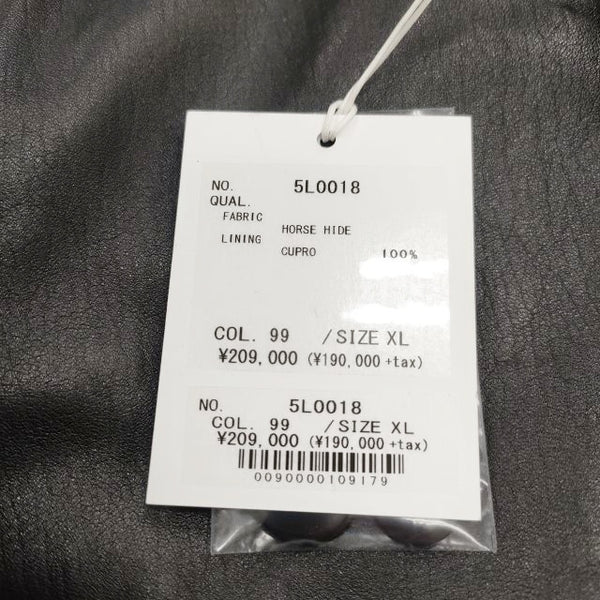 NO. 5L0018
QUAL.
FABRIC
HORSE HIDE
LINING
CUPRO 100%
COL. 99 /SIZE XL
¥209,000 (¥190,000 +tax)
NO. 5L0018
COL. 99 /SIZE XL
¥209,000 (¥190,000 +tax)
0090000109179